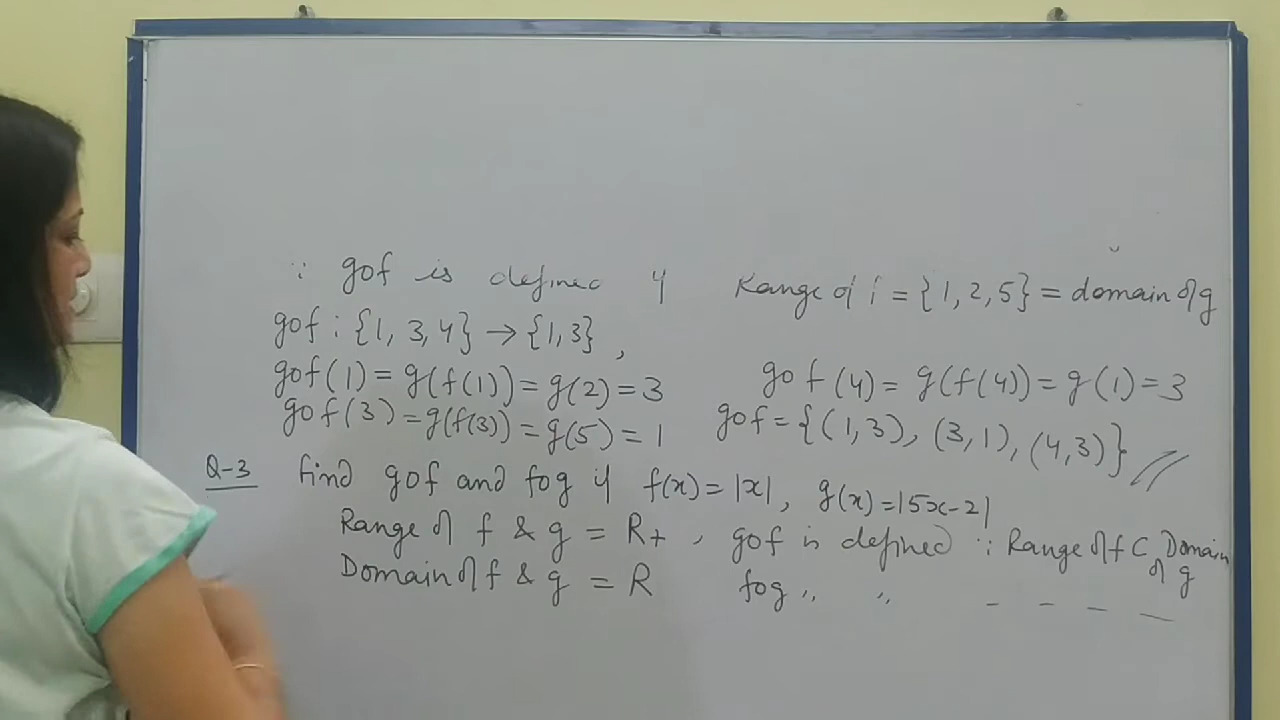 ∵ gof is defined if Range of f = {1, 2, 5} = domain of g
gof : {1, 3, 4} → {1, 3} ,
gof(1) = g(f(1)) = g(2) = 3 gof(4) = g(f(4)) = g(1) = 3
gof(3) = g(f(3)) = g(5) = 1 gof = {(1,3), (3,1), (4,3)} //
Q-3 find gof and fog if f(x) = |x|, g(x) = |5x-2|
Range of f & g = R+ , gof is defined ∵ Range of f ⊂ Domain of g
Domain of f & g = R fog ,, ,, - - - -